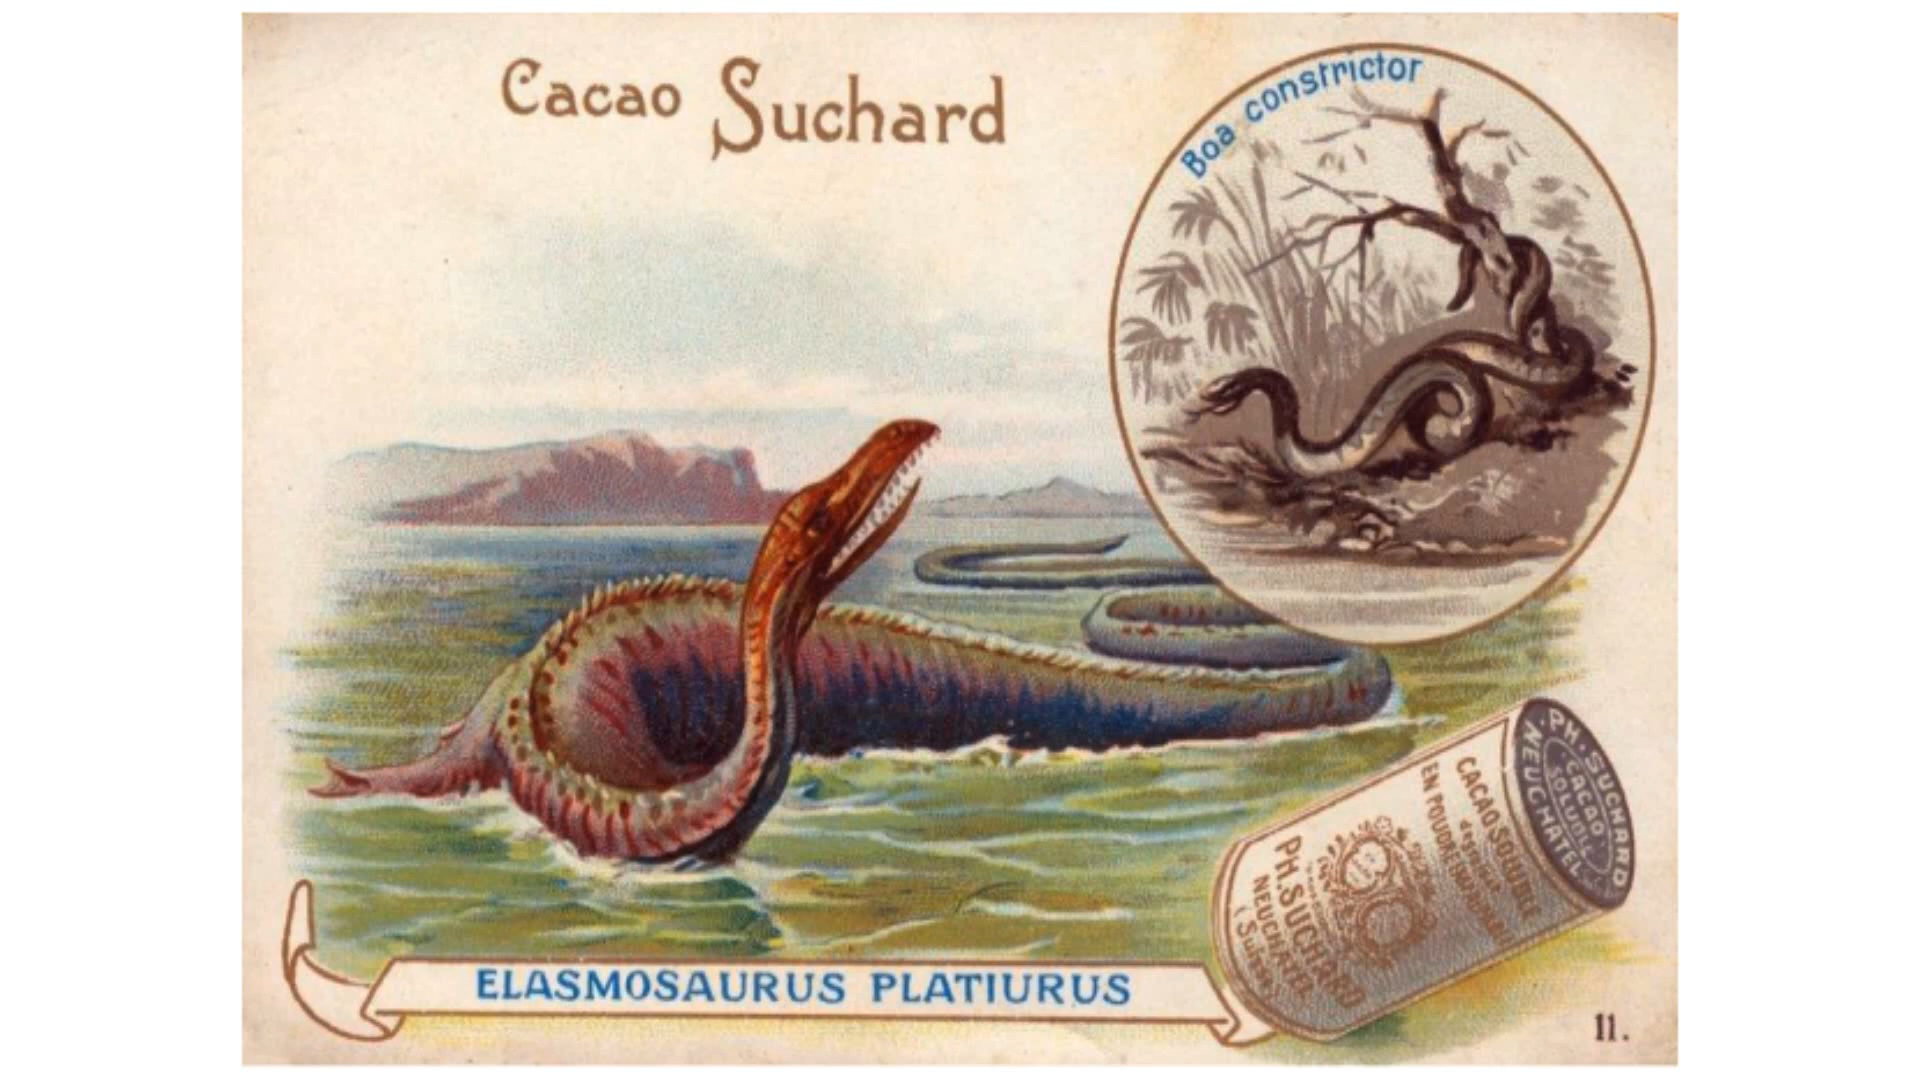 Cacao Suchard
Boa constrictor
PH. SUCHARD
NEUCHATEL
CACAO
SOLUBLE
CACAO SOLUBLE
EN POUDRE
PH. SUCHARD
NEUCHATEL
(Suisse)
ELASMOSAURUS PLATIURUS
11.